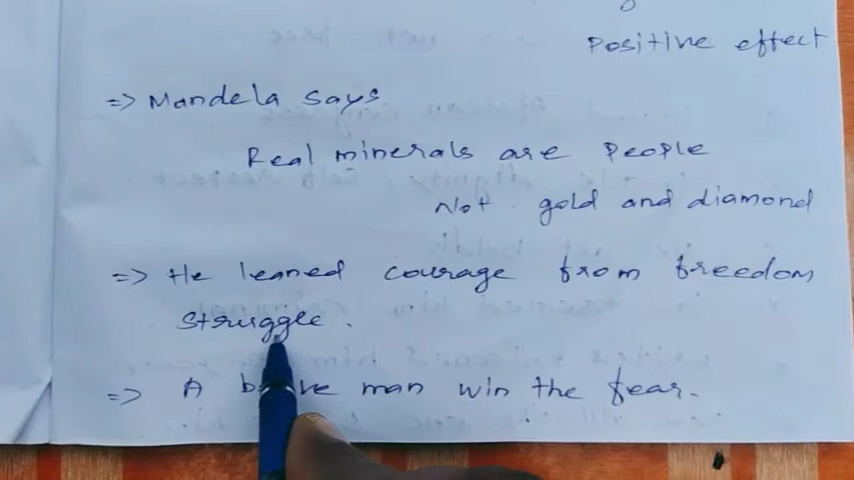 Positive effect
=> Mandela says
Real minerals are people
Not gold and diamond
=> He leaned courage from freedom
struggle.
=> A man win the fear.